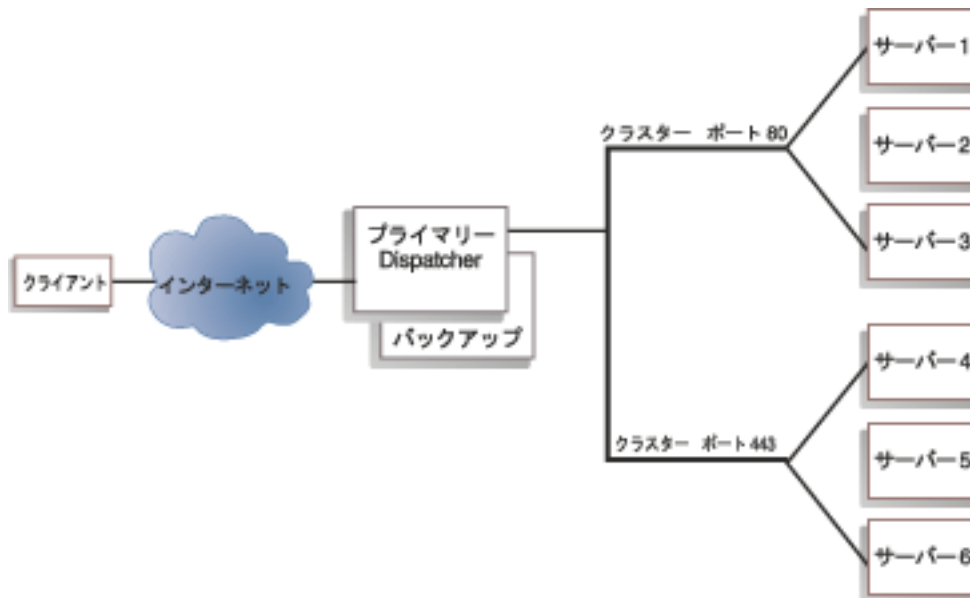 クライアント
インターネット
プライマリー
Dispatcher
バックアップ
クラスター ポート 80
サーバー 1
サーバー 2
サーバー 3
クラスター ポート 443
サーバー 4
サーバー 5
サーバー 6